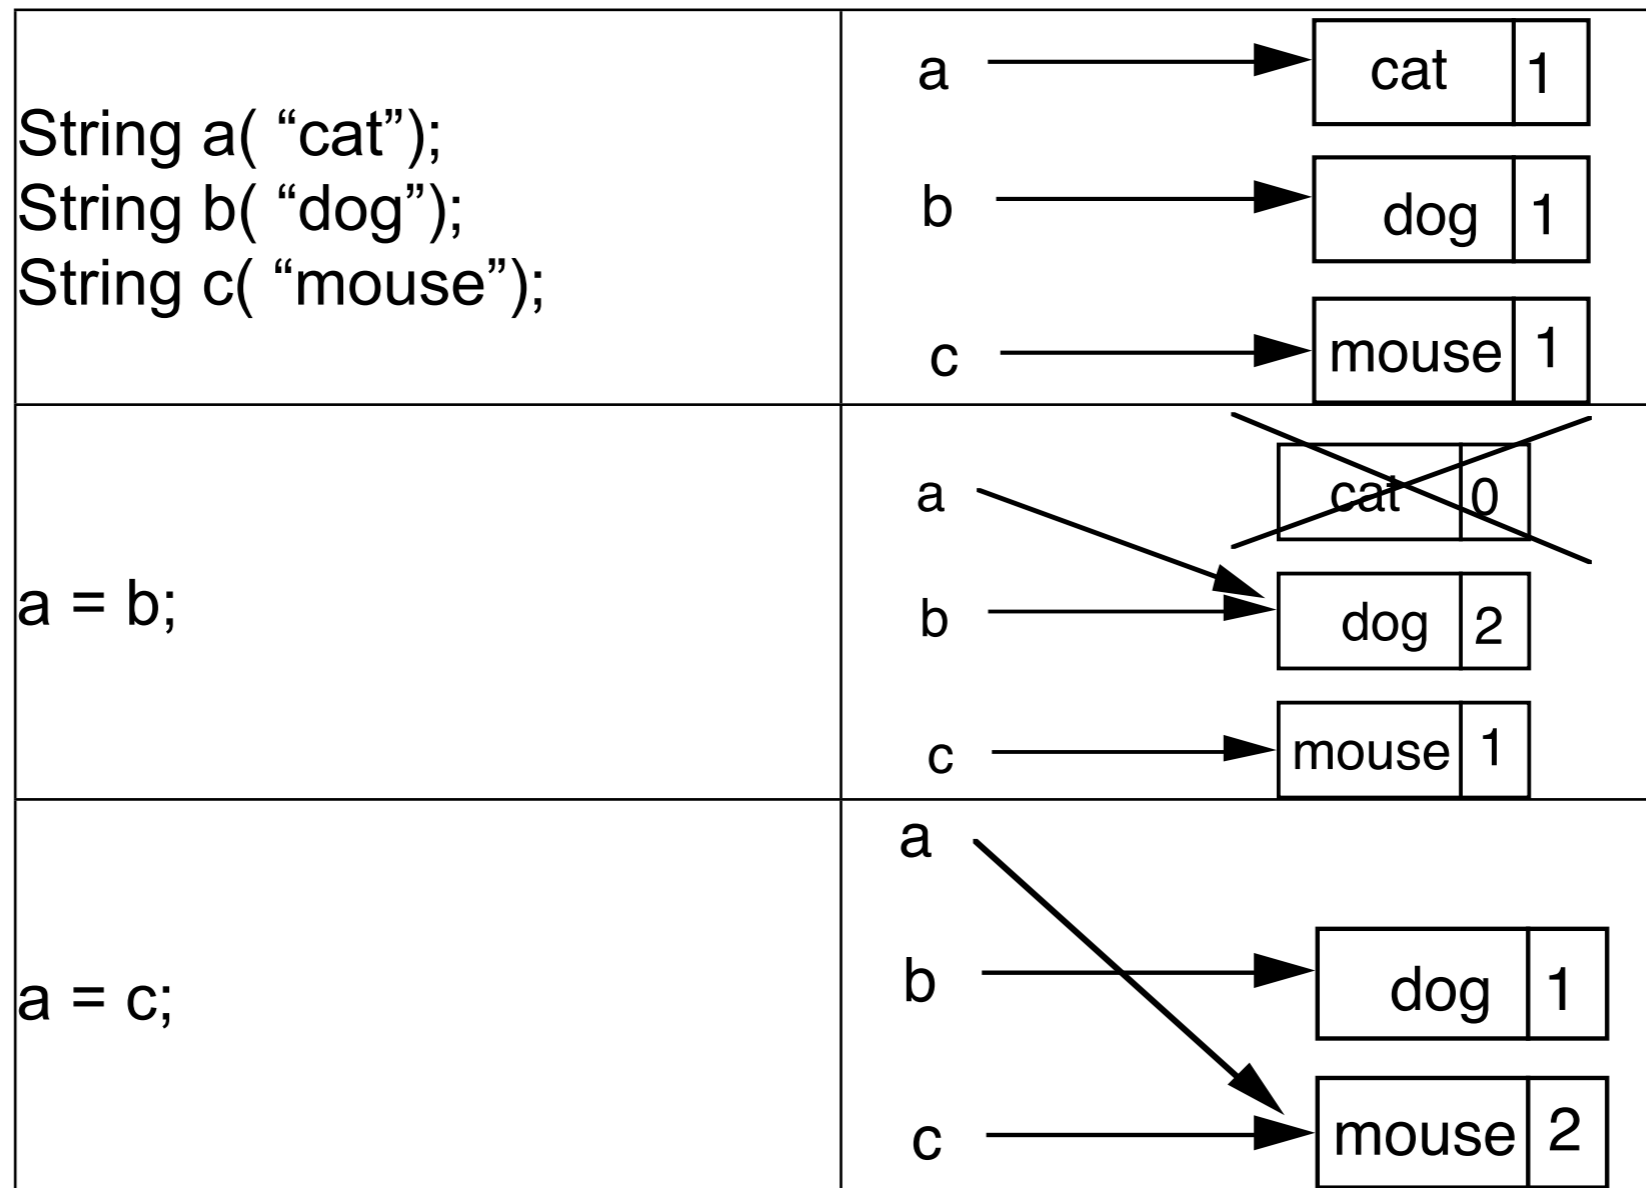 String a( “cat”);
String b( “dog”);
String c( “mouse”);
a cat 1
b dog 1
c mouse 1
a = b;
a cat 0
b dog 2
c mouse 1
a = c;
a
b dog 1
c mouse 2